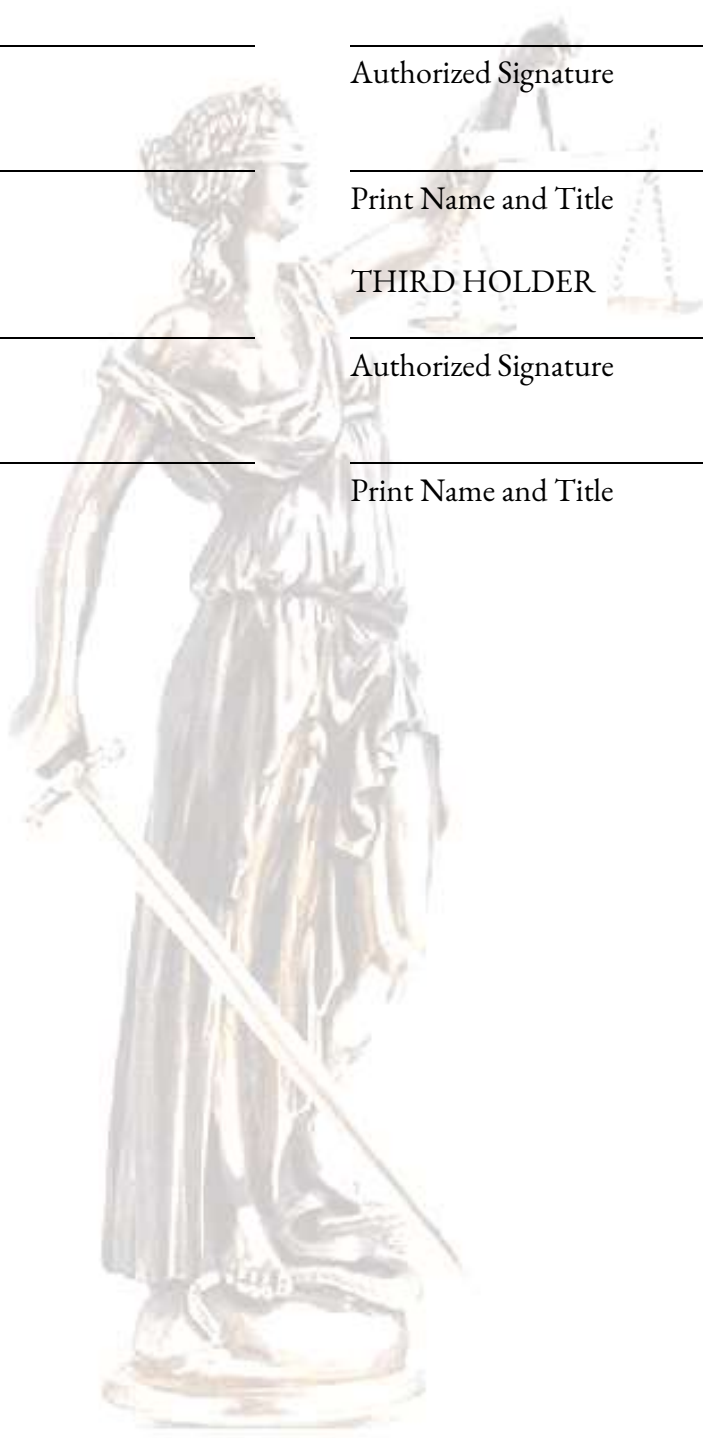 Authorized Signature
Print Name and Title
THIRD HOLDER
Authorized Signature
Print Name and Title